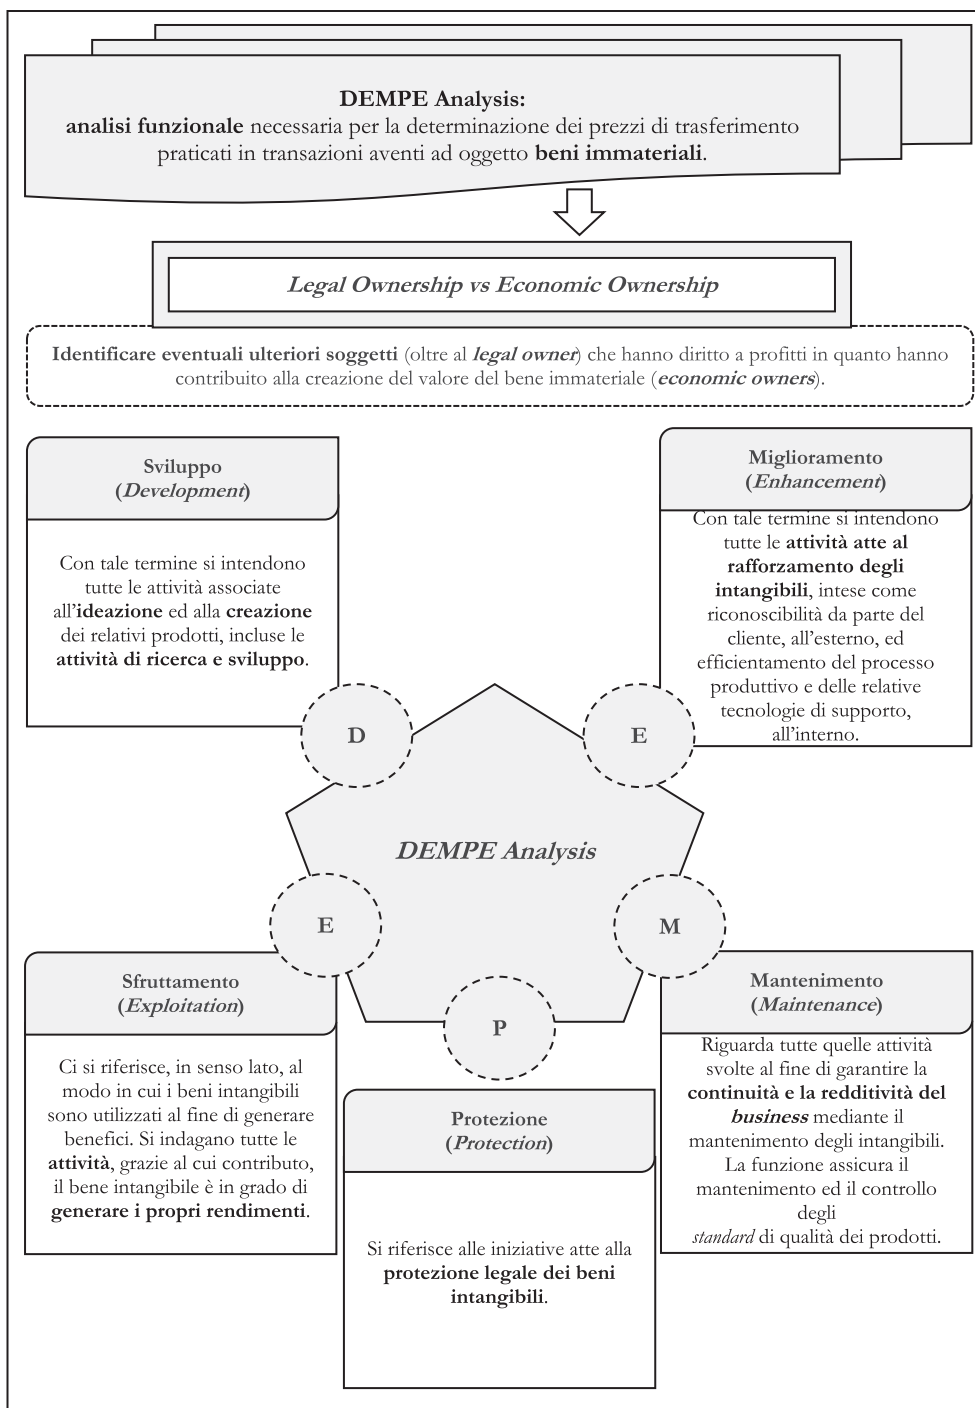 DEMPE Analysis:
analisi funzionale necessaria per la determinazione dei prezzi di trasferimento
praticati in transazioni aventi ad oggetto beni immateriali.
Legal Ownership vs Economic Ownership
Identificare eventuali ulteriori soggetti (oltre al legal owner) che hanno diritto a profitti in quanto hanno
contribuito alla creazione del valore del bene immateriale (economic owners).
Sviluppo
(Development)
Con tale termine si intendono
tutte le attività associate
all'ideazione ed alla creazione
dei relativi prodotti, incluse le
attività di ricerca e sviluppo.
Miglioramento
(Enhancement)
Con tale termine si intendono
tutte le attività atte al
rafforzamento degli
intangibili, intese come
riconoscibilità da parte del
cliente, all'esterno, ed
efficientamento del processo
produttivo e delle relative
tecnologie di supporto,
all'interno.
D
E
DEMPE Analysis
E
M
P
Sfruttamento
(Exploitation)
Ci si riferisce, in senso lato, al
modo in cui i beni intangibili
sono utilizzati al fine di generare
benefici. Si indagano tutte le
attività, grazie al cui contributo,
il bene intangibile è in grado di
generare i propri rendimenti.
Protezione
(Protection)
Si riferisce alle iniziative atte alla
protezione legale dei beni
intangibili.
Mantenimento
(Maintenance)
Riguarda tutte quelle attività
svolte al fine di garantire la
continuità e la redditività del
business mediante il
mantenimento degli intangibili.
La funzione assicura il
mantenimento ed il controllo
degli
standard di qualità dei prodotti.